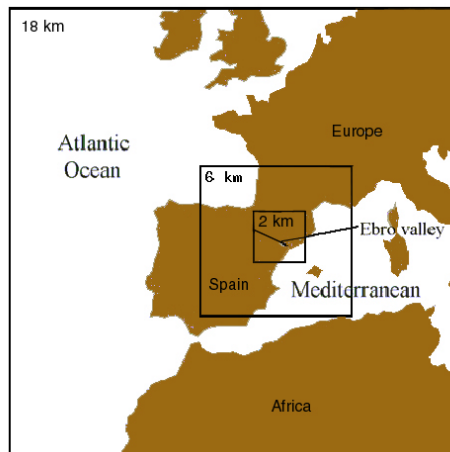 18 km
Europe
Atlantic
Ocean
6 km
2 km
Ebro valley
Spain
Mediterranean
Africa